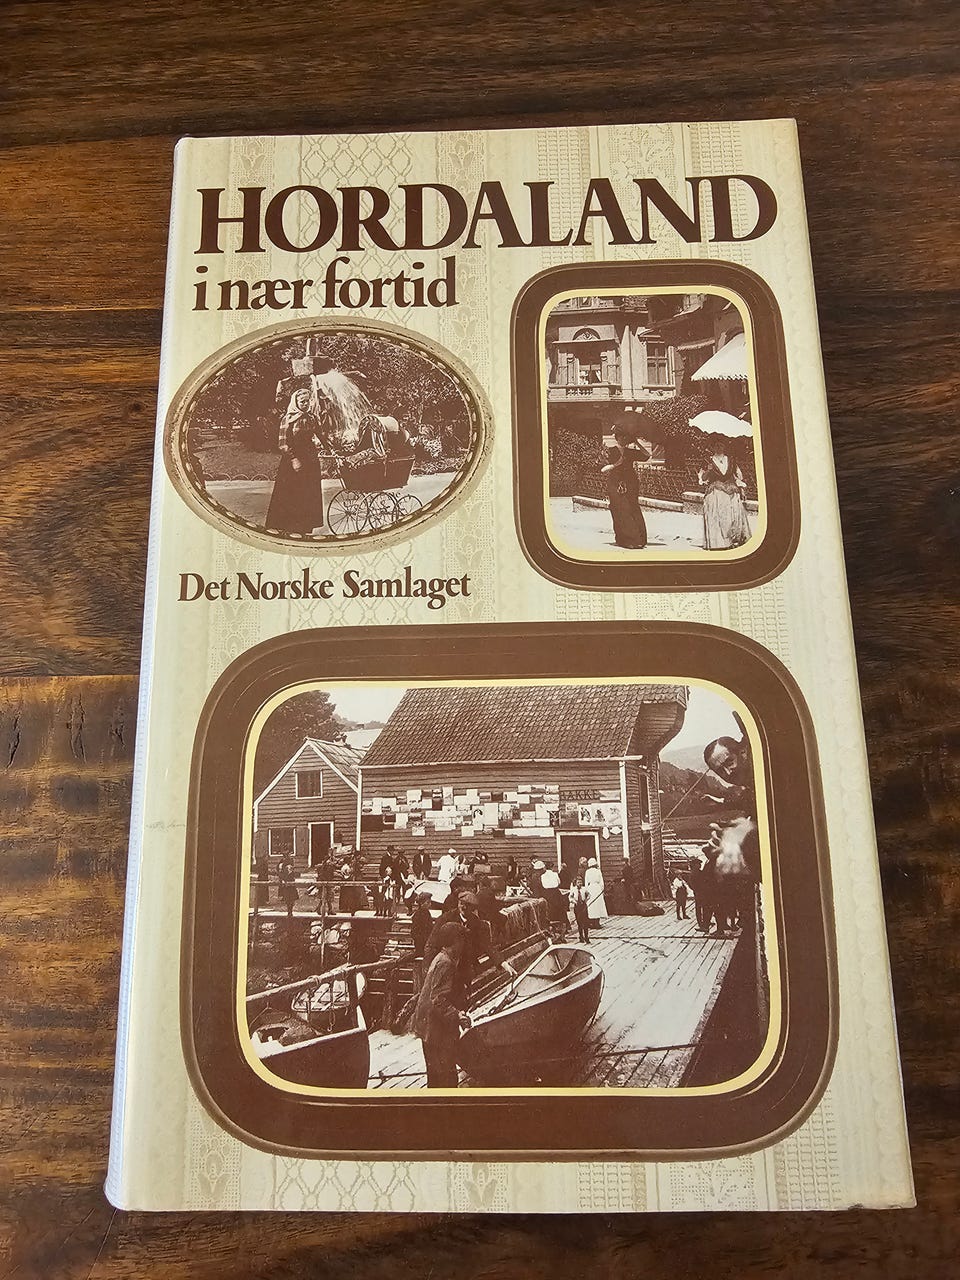 HORDALAND
i nær fortid
Det Norske Samlaget